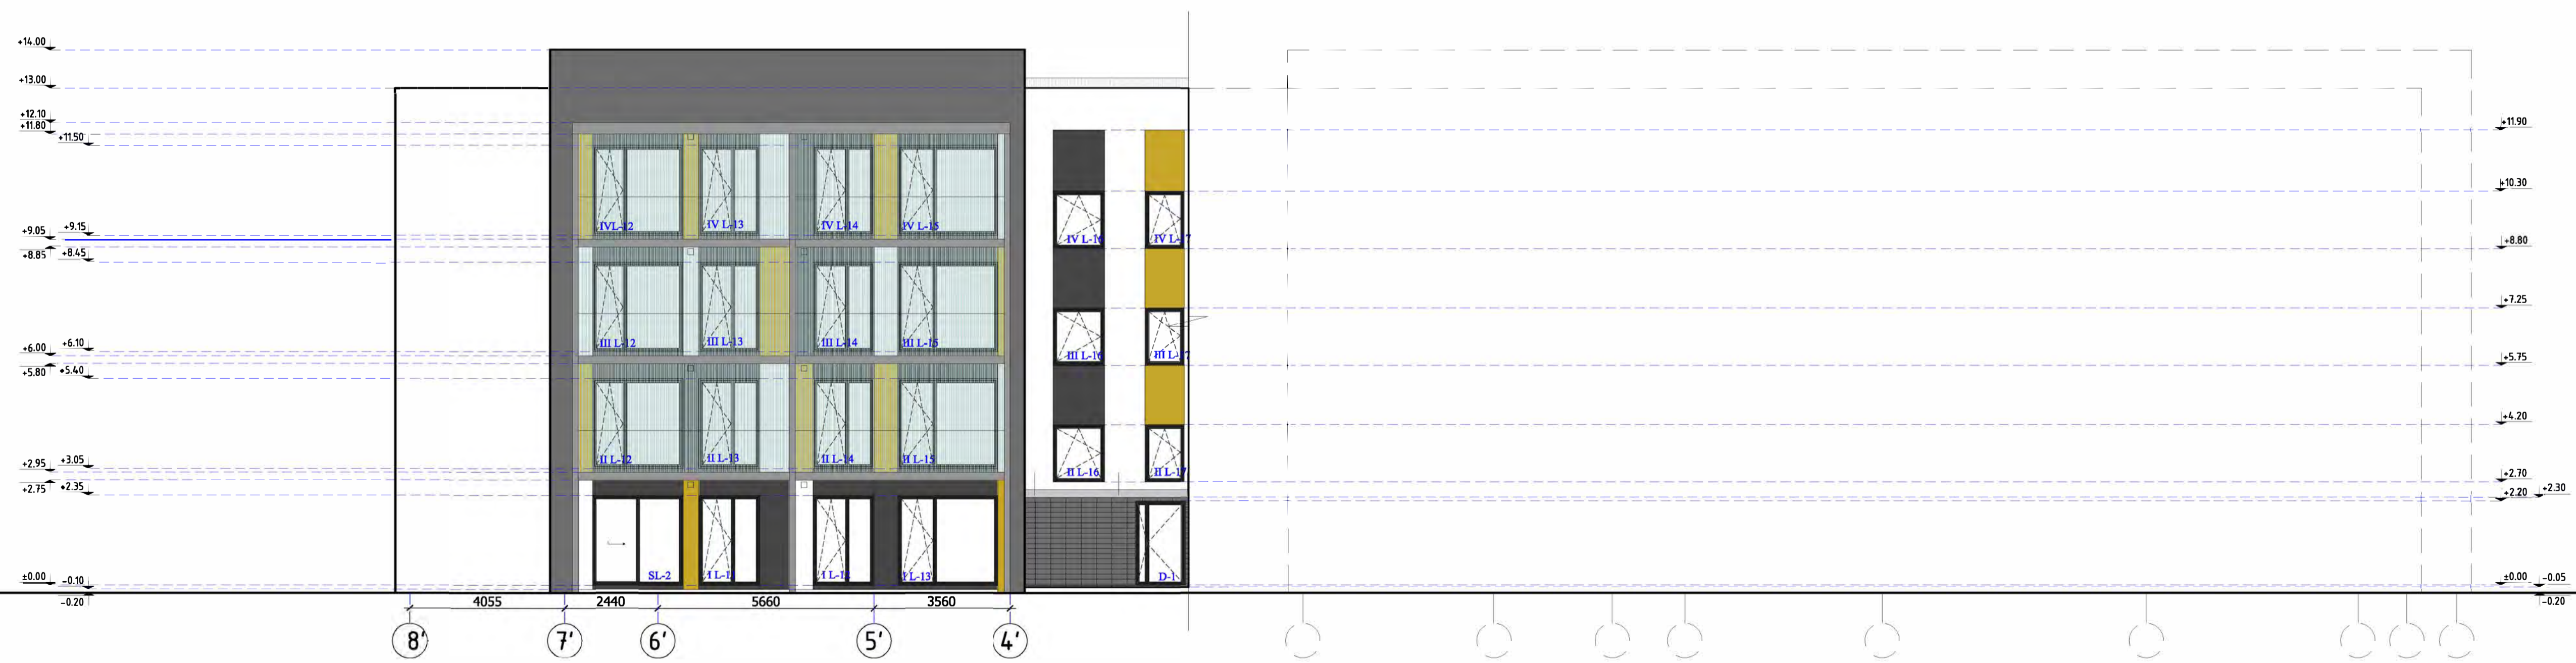 +14.00
+13.00
+12.10
+11.80
+11.50
+11.90
+10.30
IVL-12
IV L-13
IV L-14
IV L-15
IV L-16
+9.05
+9.15
+8.80
+8.85
+8.45
+7.25
III L-12
III L-13
III L-14
III L-15
III L-16
+6.00
+6.10
+5.75
+5.80
+5.40
+4.20
II L-12
II L-13
II L-14
II L-15
II L-16
II L-17
+2.95
+3.05
+2.70
+2.75
+2.35
+2.20
+2.30
SL-2
I L-13
D-1
±0.00
-0.10
±0.00
-0.05
-0.20
-0.20
4055
2440
5660
3560
8'
7'
6'
5'
4'